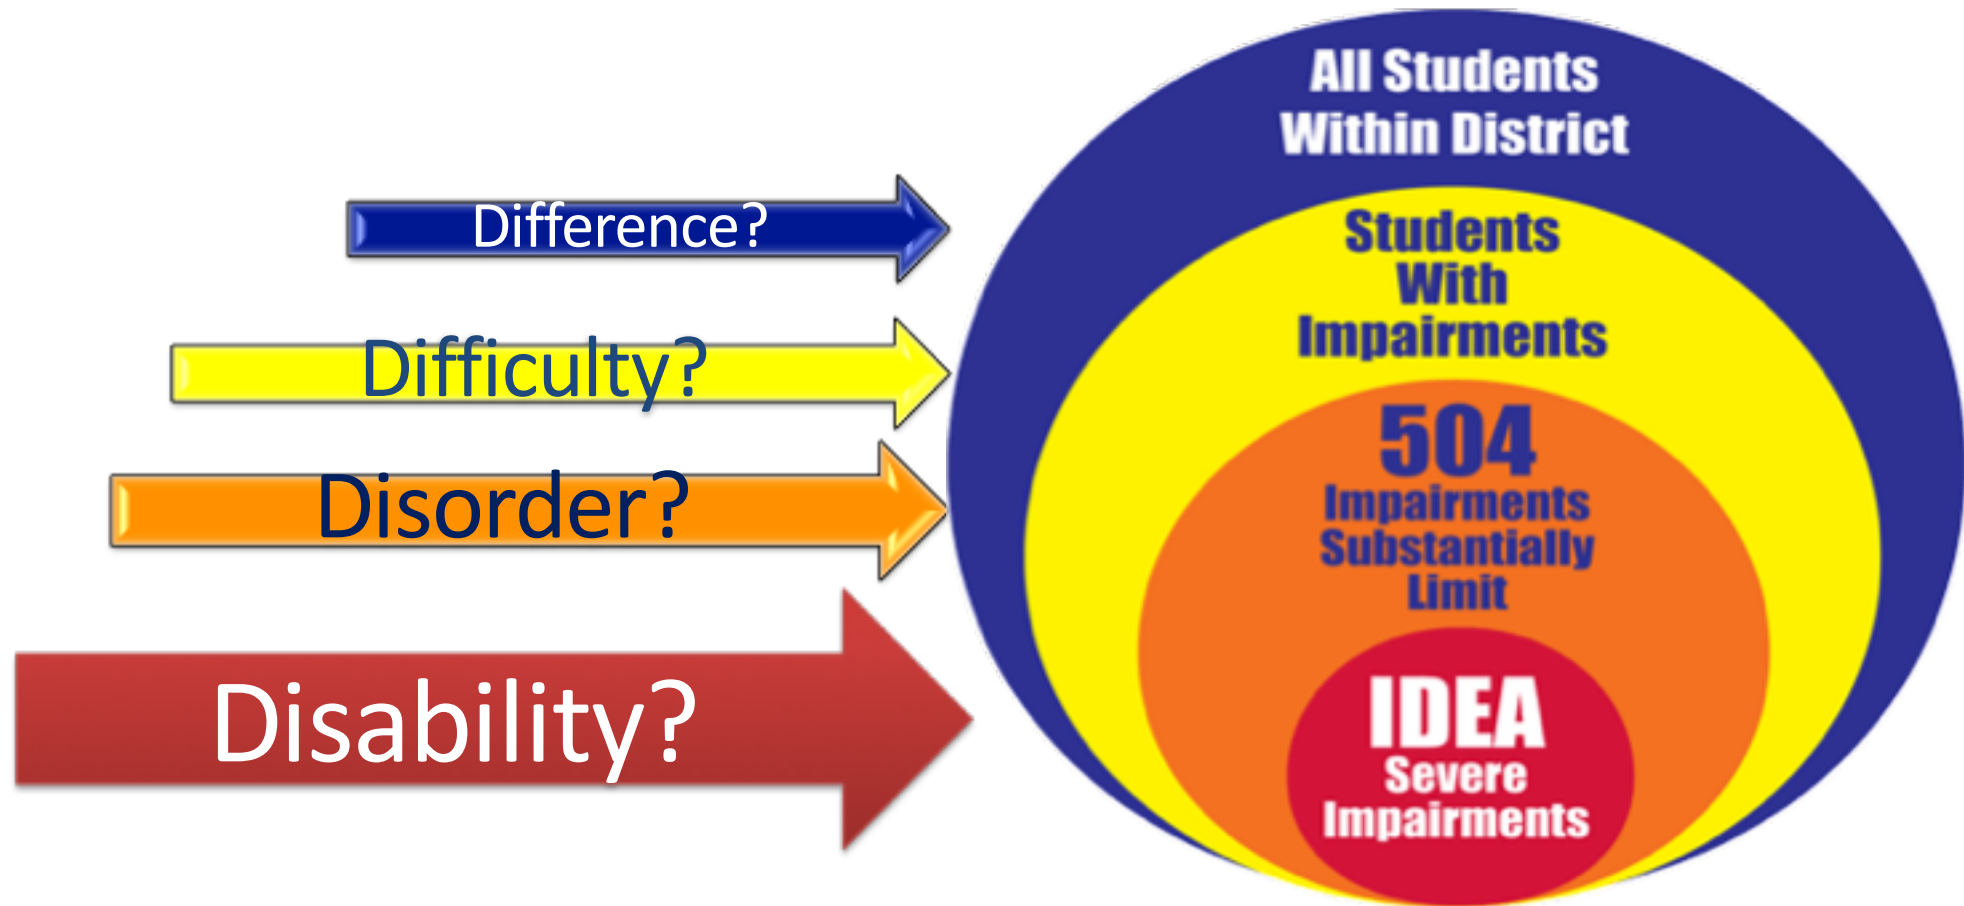 Difference?
Difficulty?
Disorder?
Disability?
All Students
Within District
Students
With
Impairments
504
Impairments
Substantially
Limit
IDEA
Severe
Impairments